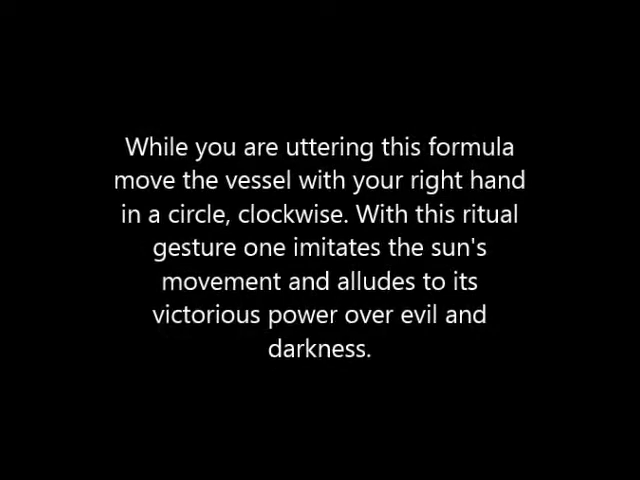 While you are uttering this formula
move the vessel with your right hand
in a circle, clockwise. With this ritual
gesture one imitates the sun's
movement and alludes to its
victorious power over evil and
darkness.